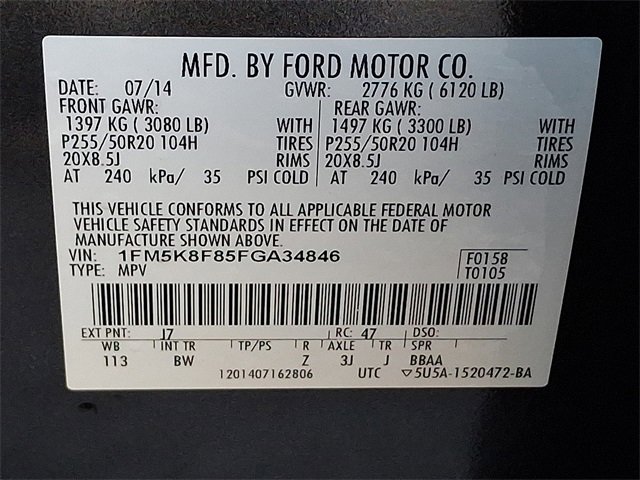 MFD. BY FORD MOTOR CO.
DATE: 07/14 GVWR: 2776 KG ( 6120 LB)
FRONT GAWR: REAR GAWR:
1397 KG ( 3080 LB) WITH 1497 KG ( 3300 LB) WITH
P255/50R20 104H TIRES P255/50R20 104H TIRES
20X8.5J RIMS 20X8.5J RIMS
AT 240 kPa/ 35 PSI COLD AT 240 kPa/ 35 PSI COLD
THIS VEHICLE CONFORMS TO ALL APPLICABLE FEDERAL MOTOR
VEHICLE SAFETY STANDARDS IN EFFECT ON THE DATE OF
MANUFACTURE SHOWN ABOVE.
VIN: 1FM5K8F85FGA34846 F0158
TYPE: MPV T0105
EXT PNT: J7 RC: 47 DSO:
WB INT TR TP/PS R AXLE TR SPR
113 BW Z 3J J BBAA
1201407162806 UTC ▽5U5A-1520472-BA